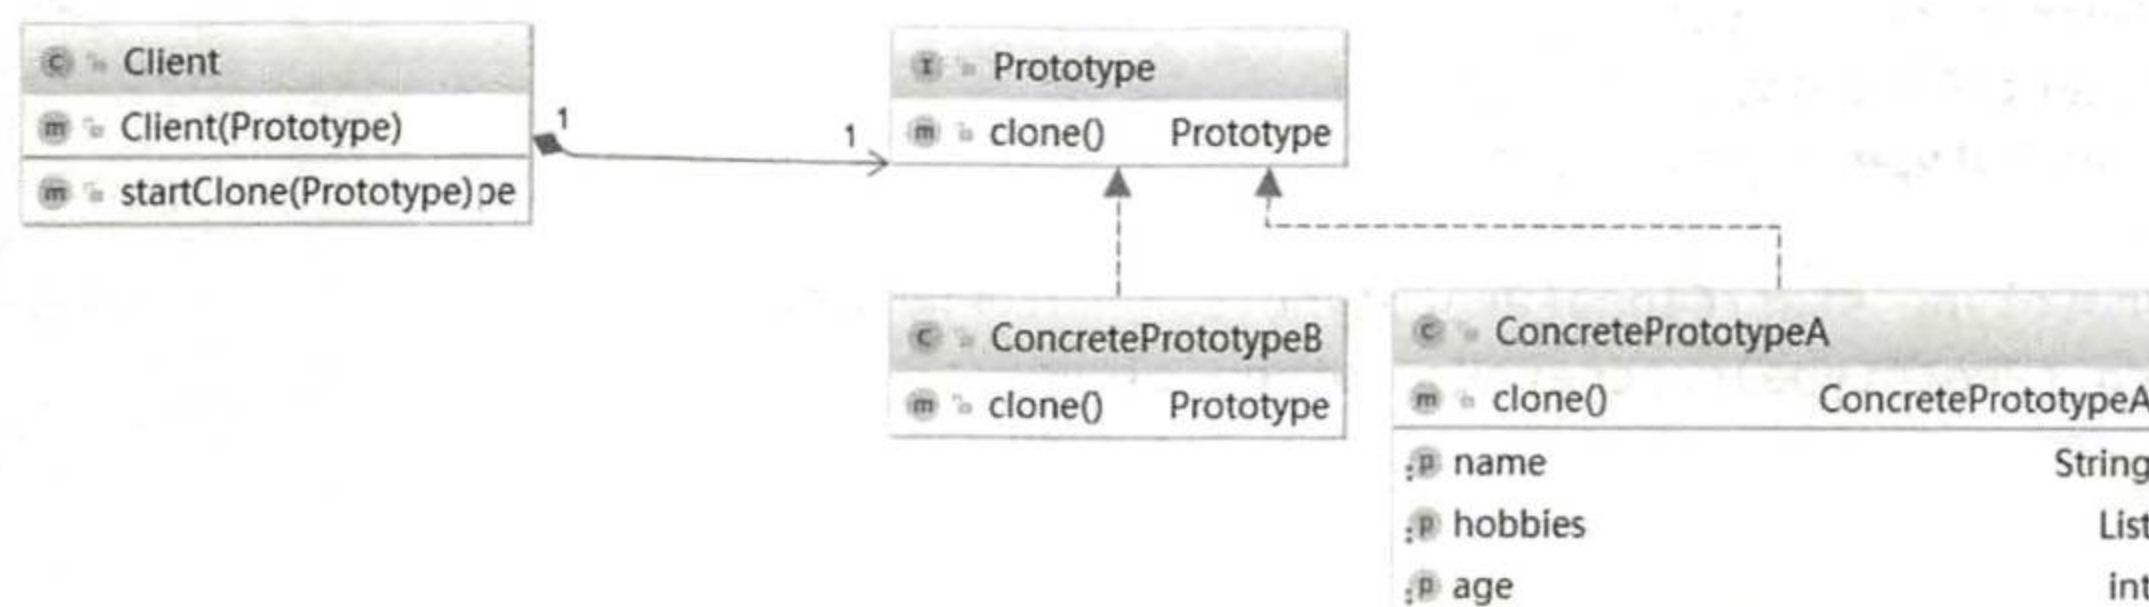 Client
Client(Prototype)
startClone(Prototype)pe
1
1
Prototype
clone() Prototype
ConcretePrototypeB
clone() Prototype
ConcretePrototypeA
clone() ConcretePrototypeA
name String
hobbies List
age int